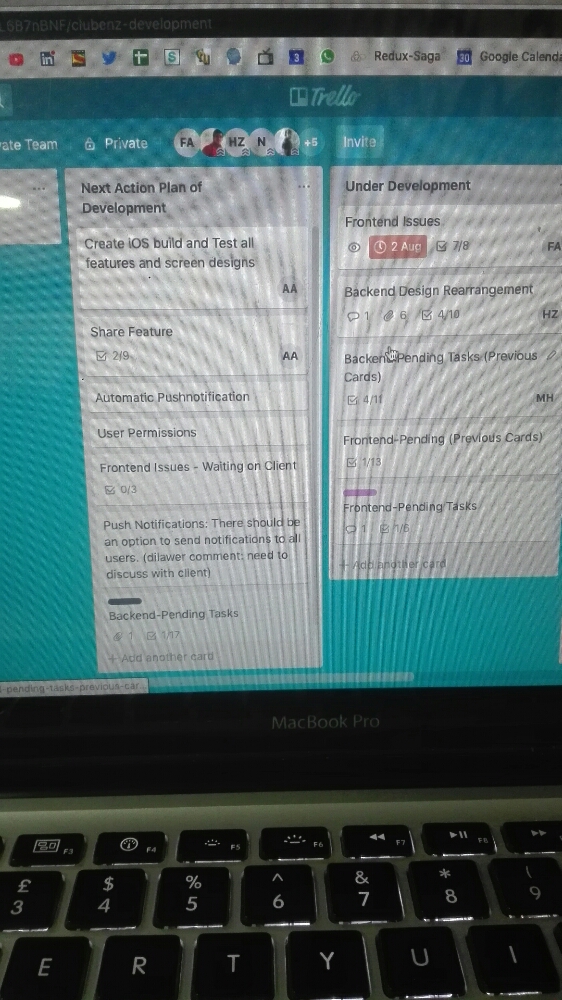 L6B7nBNF/clubenz-development
in
S
3
Redux-Saga
30
Google Calenda
Trello
vate Team
Private
FA
HZ
N
+5
Invite
Next Action Plan of
Development
...
Create iOS build and Test all
features and screen designs
AA
Share Feature
2/9
AA
Automatic Pushnotification
User Permissions
Frontend Issues - Waiting on Client
0/3
Push Notifications: There should be
an option to send notifications to all
users. (dilawer comment: need to
discuss with client)
Backend-Pending Tasks
1 1/17
+ Add another card
Under Development
Frontend Issues
2 Aug 7/8
FA
Backend Design Rearrangement
1 6 4/10
HZ
Backend-Pending Tasks (Previous
Cards)
4/11
MH
Frontend-Pending (Previous Cards)
1/13
Frontend-Pending Tasks
1 1/6
+ Add another card
-pending-tasks-previous-car...
MacBook Pro
F3
F4
F5
F6
F7
F8
£
3
$
4
%
5
^
6
&
7
*
8
(
9
E
R
T
Y
U
I